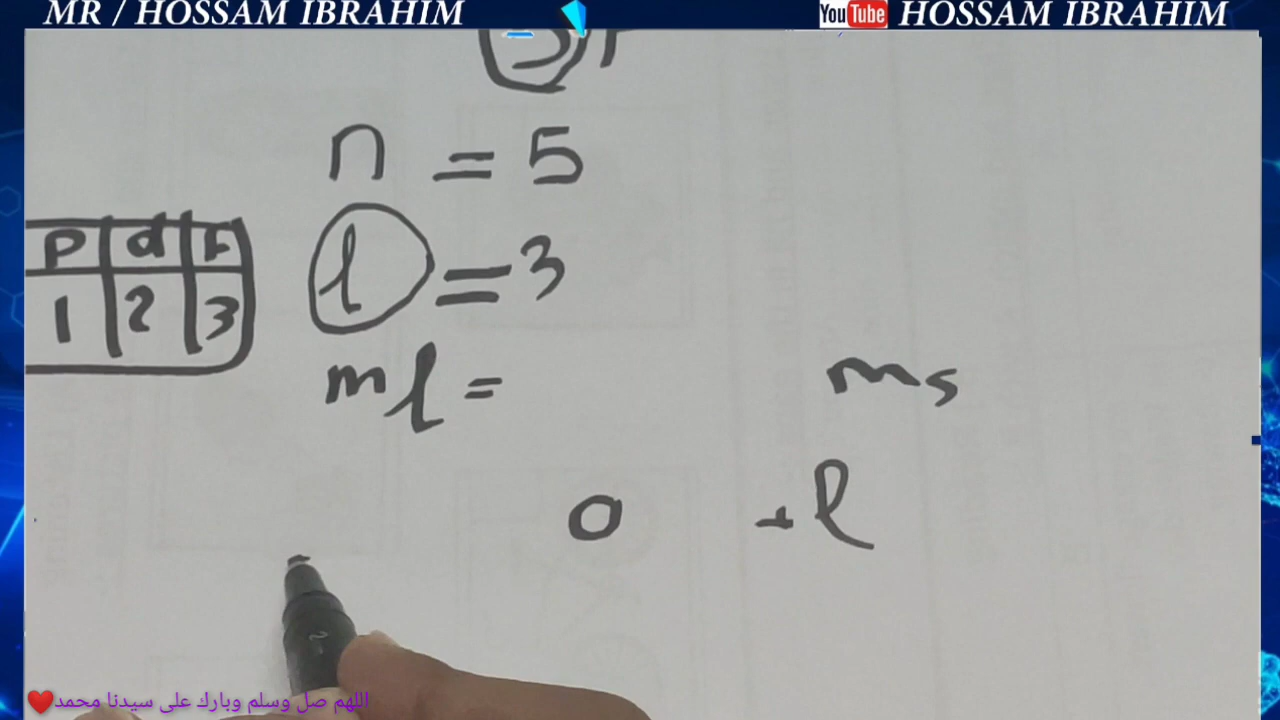 MR / HOSSAM IBRAHIM
YouTube HOSSAM IBRAHIM
n = 5
p d f
l = 3
1 2 3
ml =
ms
0 +l
اللهم صل وسلم وبارك على سيدنا محمد❤️